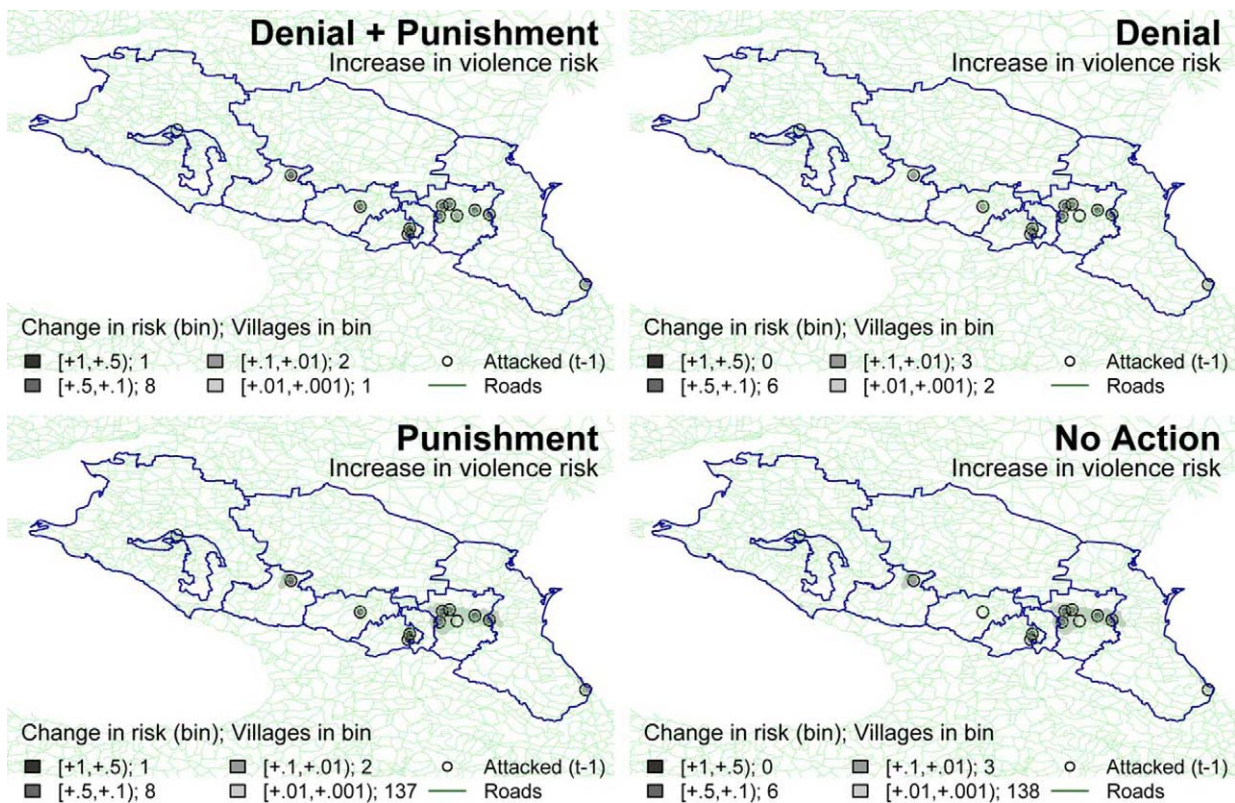 Denial + Punishment
Increase in violence risk
Change in risk (bin); Villages in bin
[+1,+.5); 1 [+.1,+.01); 2 Attacked (t-1)
[+.5,+.1); 8 [+.01,+.001); 1 Roads
Denial
Increase in violence risk
Change in risk (bin); Villages in bin
[+1,+.5); 0 [+.1,+.01); 3 Attacked (t-1)
[+.5,+.1); 6 [+.01,+.001); 2 Roads
Punishment
Increase in violence risk
Change in risk (bin); Villages in bin
[+1,+.5); 1 [+.1,+.01); 2 Attacked (t-1)
[+.5,+.1); 8 [+.01,+.001); 137 Roads
No Action
Increase in violence risk
Change in risk (bin); Villages in bin
[+1,+.5); 0 [+.1,+.01); 3 Attacked (t-1)
[+.5,+.1); 6 [+.01,+.001); 138 Roads